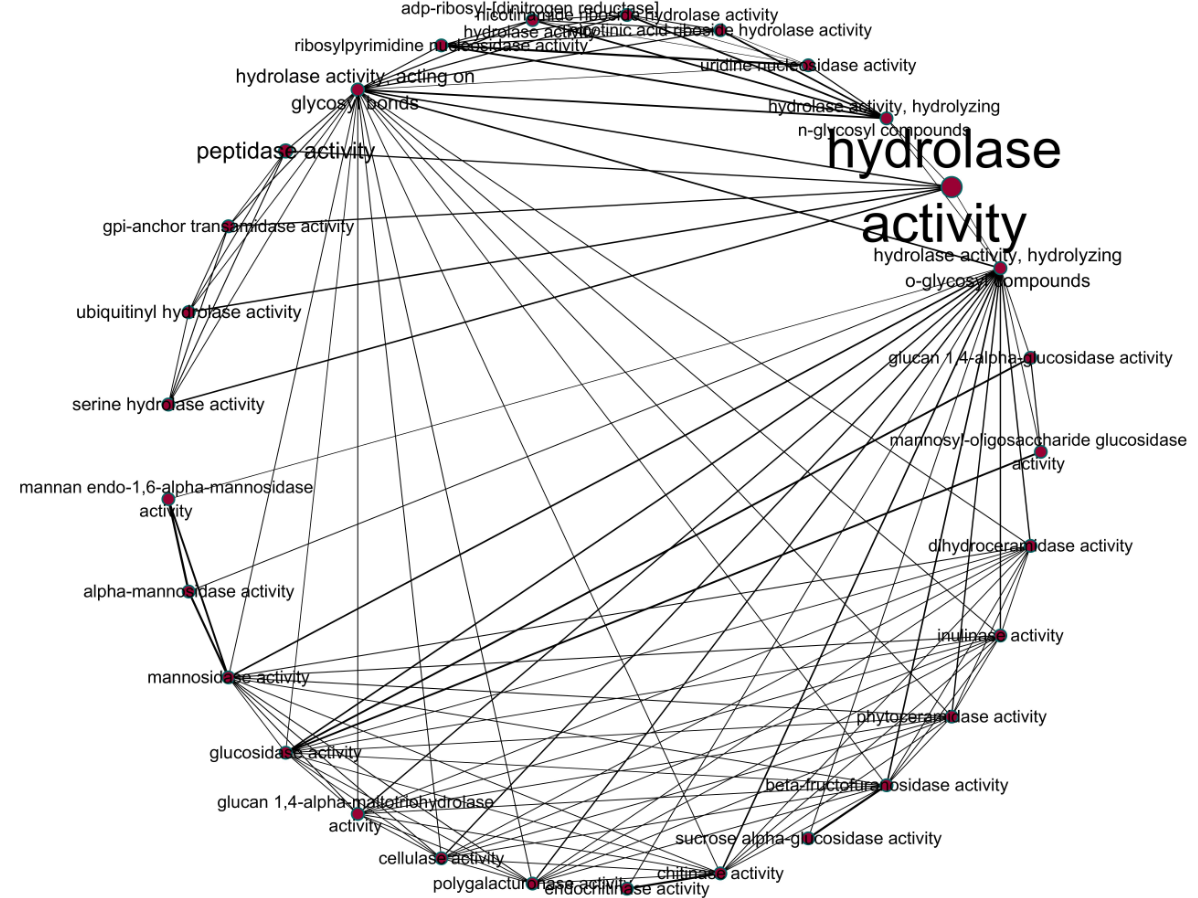 adp-ribosyl-[dinitrogen reductase]
hydrolase activity
nicotinamide riboside hydrolase activity
nicotinic acid riboside hydrolase activity
ribosylpyrimidine nucleosidase activity
uridine nucleosidase activity
hydrolase activity, acting on
glycosyl bonds
hydrolase activity, hydrolyzing
n-glycosyl compounds
peptidase activity
hydrolase
activity
gpi-anchor transamidase activity
hydrolase activity, hydrolyzing
o-glycosyl compounds
ubiquitinyl hydrolase activity
glucan 1,4-alpha-glucosidase activity
serine hydrolase activity
mannosyl-oligosaccharide glucosidase
activity
mannan endo-1,6-alpha-mannosidase
activity
dihydroceramidase activity
alpha-mannosidase activity
inulinase activity
mannosidase activity
phytoceramidase activity
glucosidase activity
beta-fructofuranosidase activity
glucan 1,4-alpha-maltotriohydrolase
activity
sucrose alpha-glucosidase activity
cellulase activity
chitinase activity
polygalacturonase activity
endochitinase activity